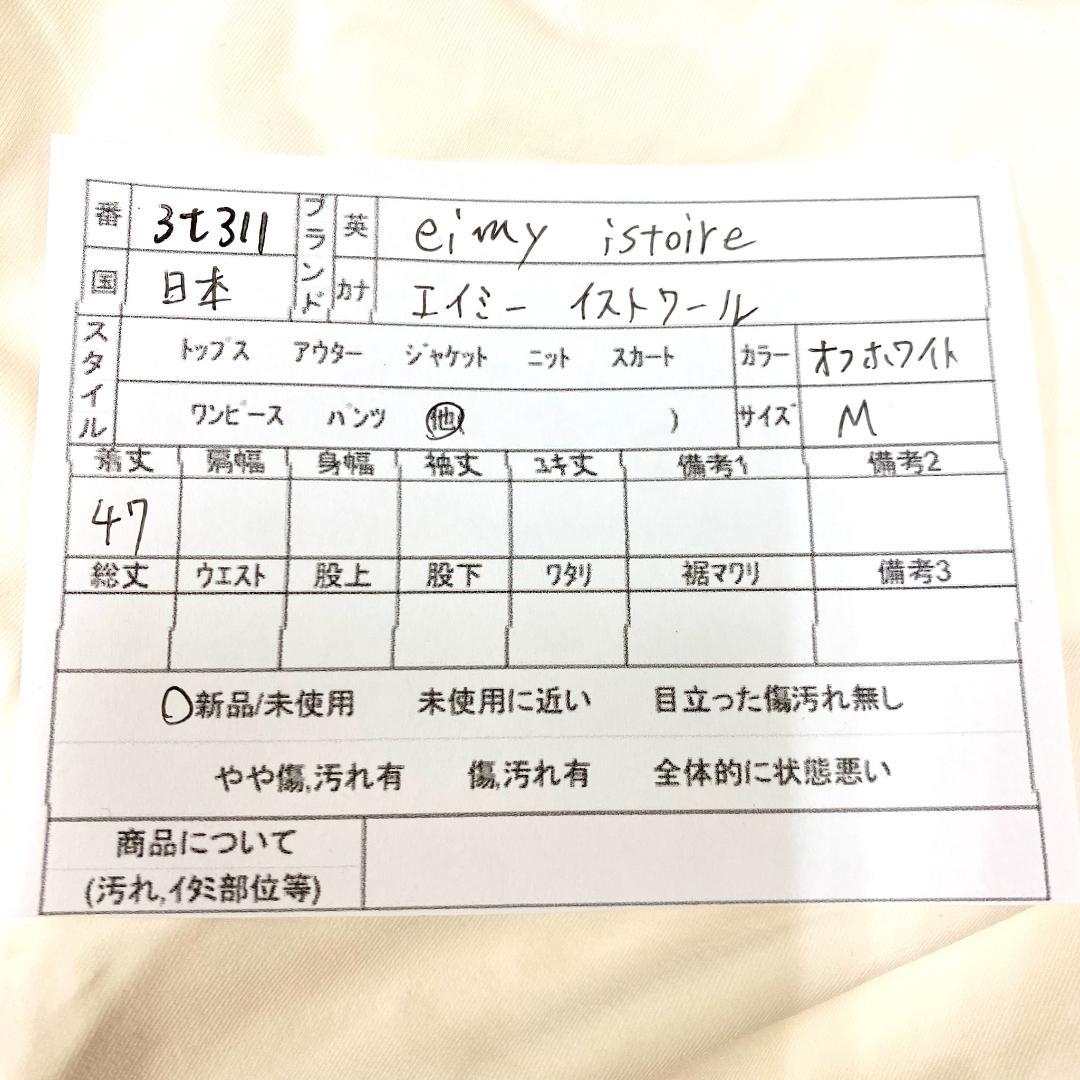 番 3t311 ブランド 英 eimy istoire
国 日本 カナ エイミー イストワール
スタイル トップス アウター ジャケット ニット スカート カラー オフホワイト
ワンピース パンツ 他 ) サイズ M
着丈 肩幅 身幅 袖丈 ユキ丈 備考1 備考2
47
総丈 ウエスト 股上 股下 ワタリ 裾マワリ 備考3
○新品/未使用 未使用に近い 目立った傷汚れ無し
やや傷,汚れ有 傷,汚れ有 全体的に状態悪い
商品について
(汚れ,イタミ部位等)